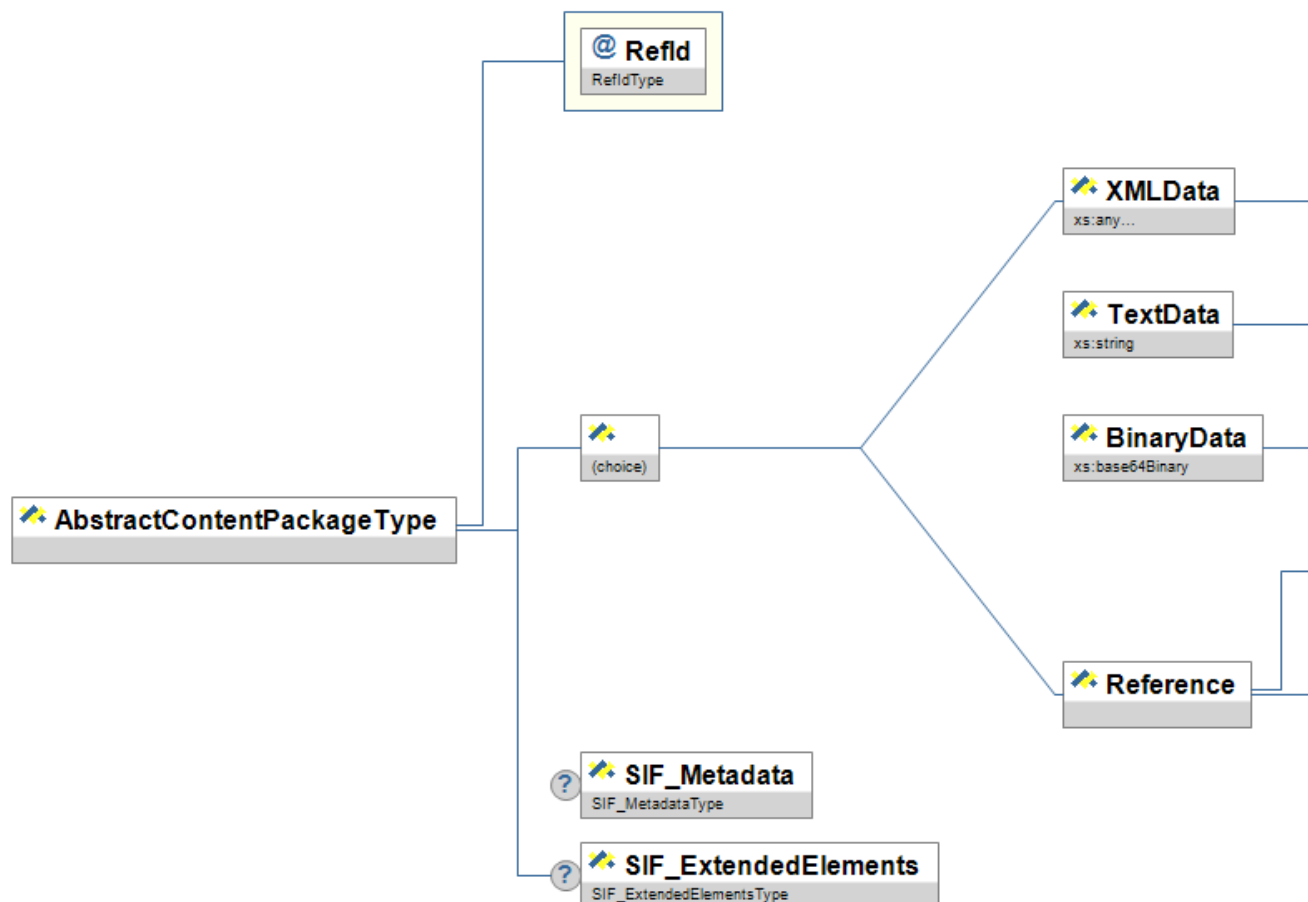 @ RefId
RefIdType
XMLData
xs:any...
TextData
xs:string
BinaryData
xs:base64Binary
(choice)
AbstractContentPackageType
Reference
? SIF_Metadata
SIF_MetadataType
? SIF_ExtendedElements
SIF_ExtendedElementsType